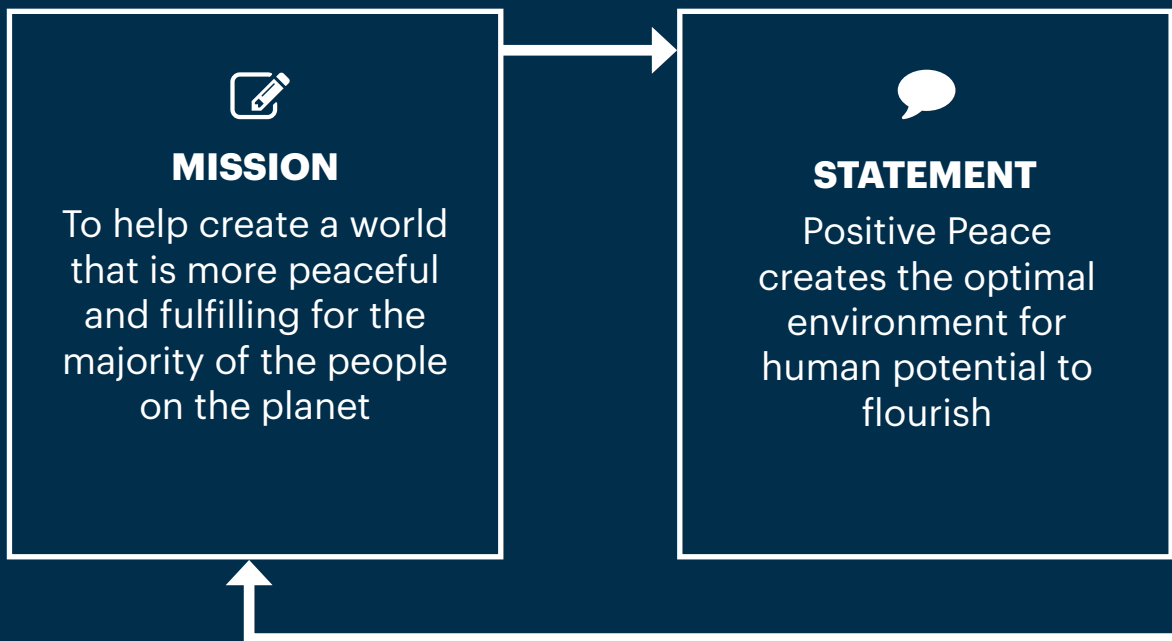 MISSION
To help create a world
that is more peaceful
and fulfilling for the
majority of the people
on the planet
STATEMENT
Positive Peace
creates the optimal
environment for
human potential to
flourish